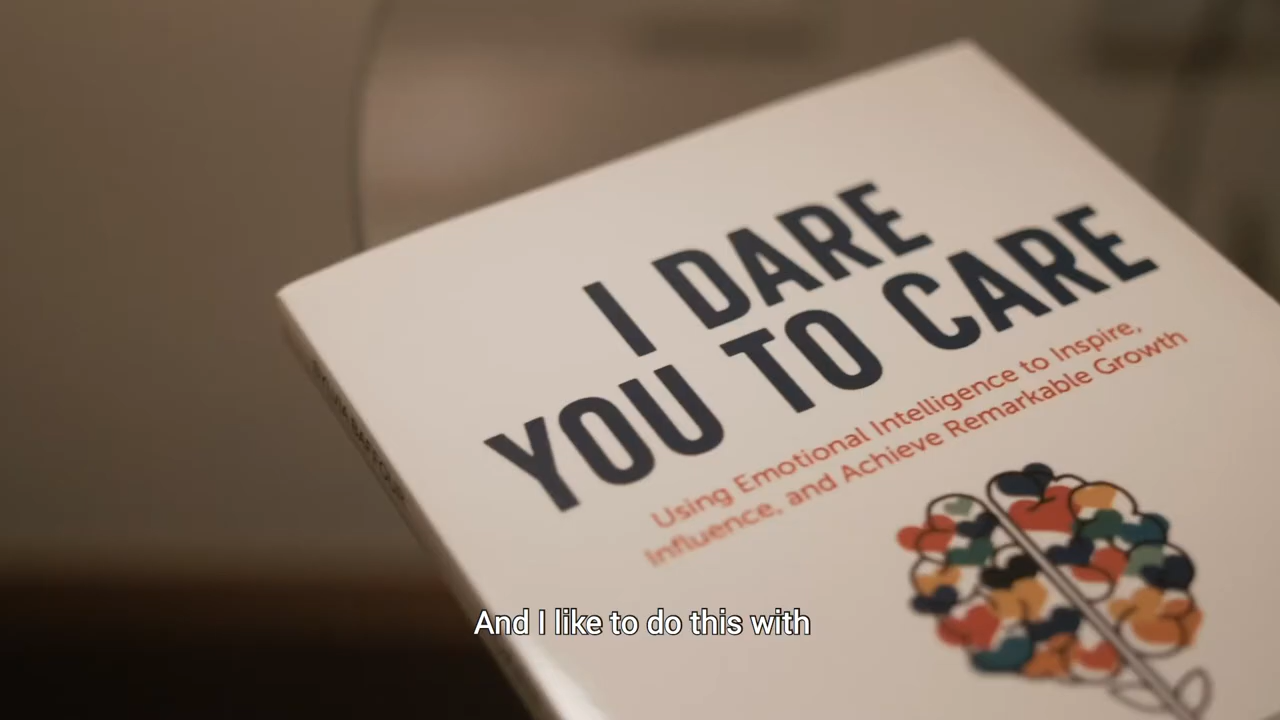 I DARE
YOU TO CARE
Using Emotional Intelligence to Inspire,
Influence, and Achieve Remarkable Growth
And I like to do this with